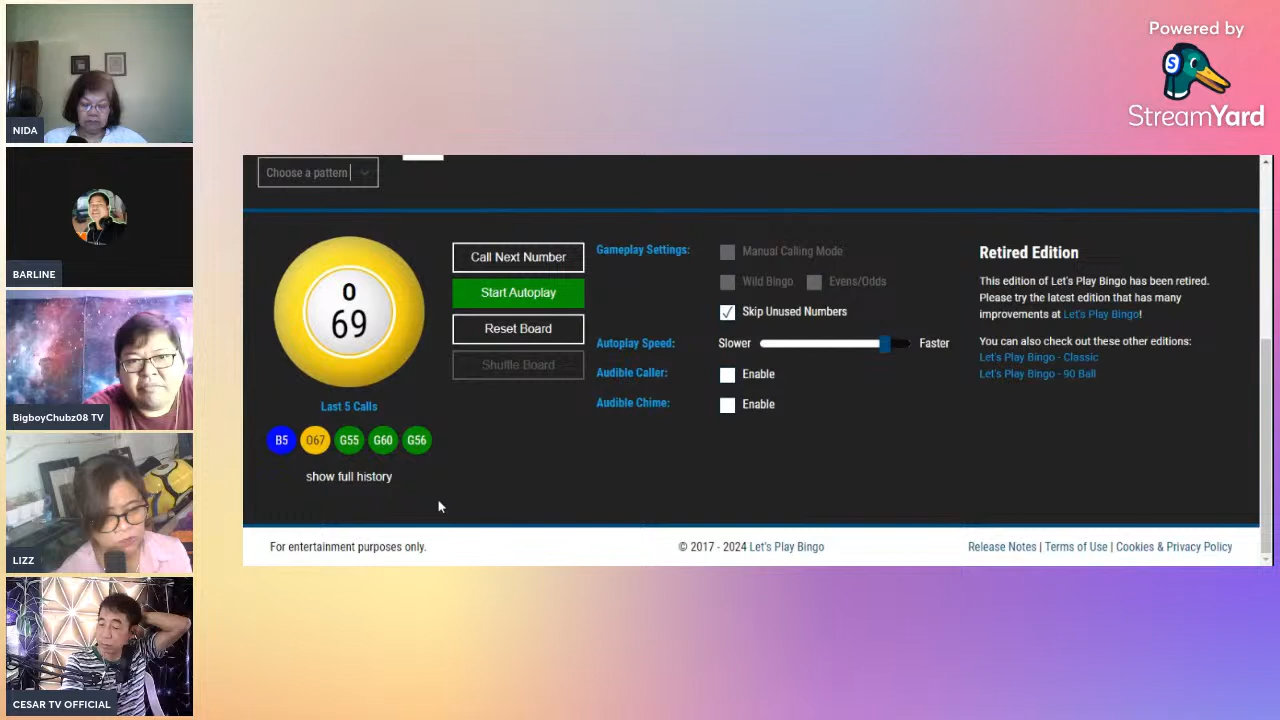 NIDA
BARLINE
BigboyChubz08 TV
LIZZ
CESAR TV OFFICIAL
Powered by
S
StreamYard
Choose a pattern
O
69
Last 5 Calls
B5 O67 G55 G60 G56
show full history
Call Next Number
Start Autoplay
Reset Board
Shuffle Board
Gameplay Settings:
Manual Calling Mode
Wild Bingo Evens/Odds
Skip Unused Numbers
Autoplay Speed: Slower Faster
Audible Caller: Enable
Audible Chime: Enable
Retired Edition
This edition of Let's Play Bingo has been retired.
Please try the latest edition that has many
improvements at Let's Play Bingo!
You can also check out these other editions:
Let's Play Bingo - Classic
Let's Play Bingo - 90 Ball
For entertainment purposes only.
© 2017 - 2024 Let's Play Bingo
Release Notes | Terms of Use | Cookies & Privacy Policy